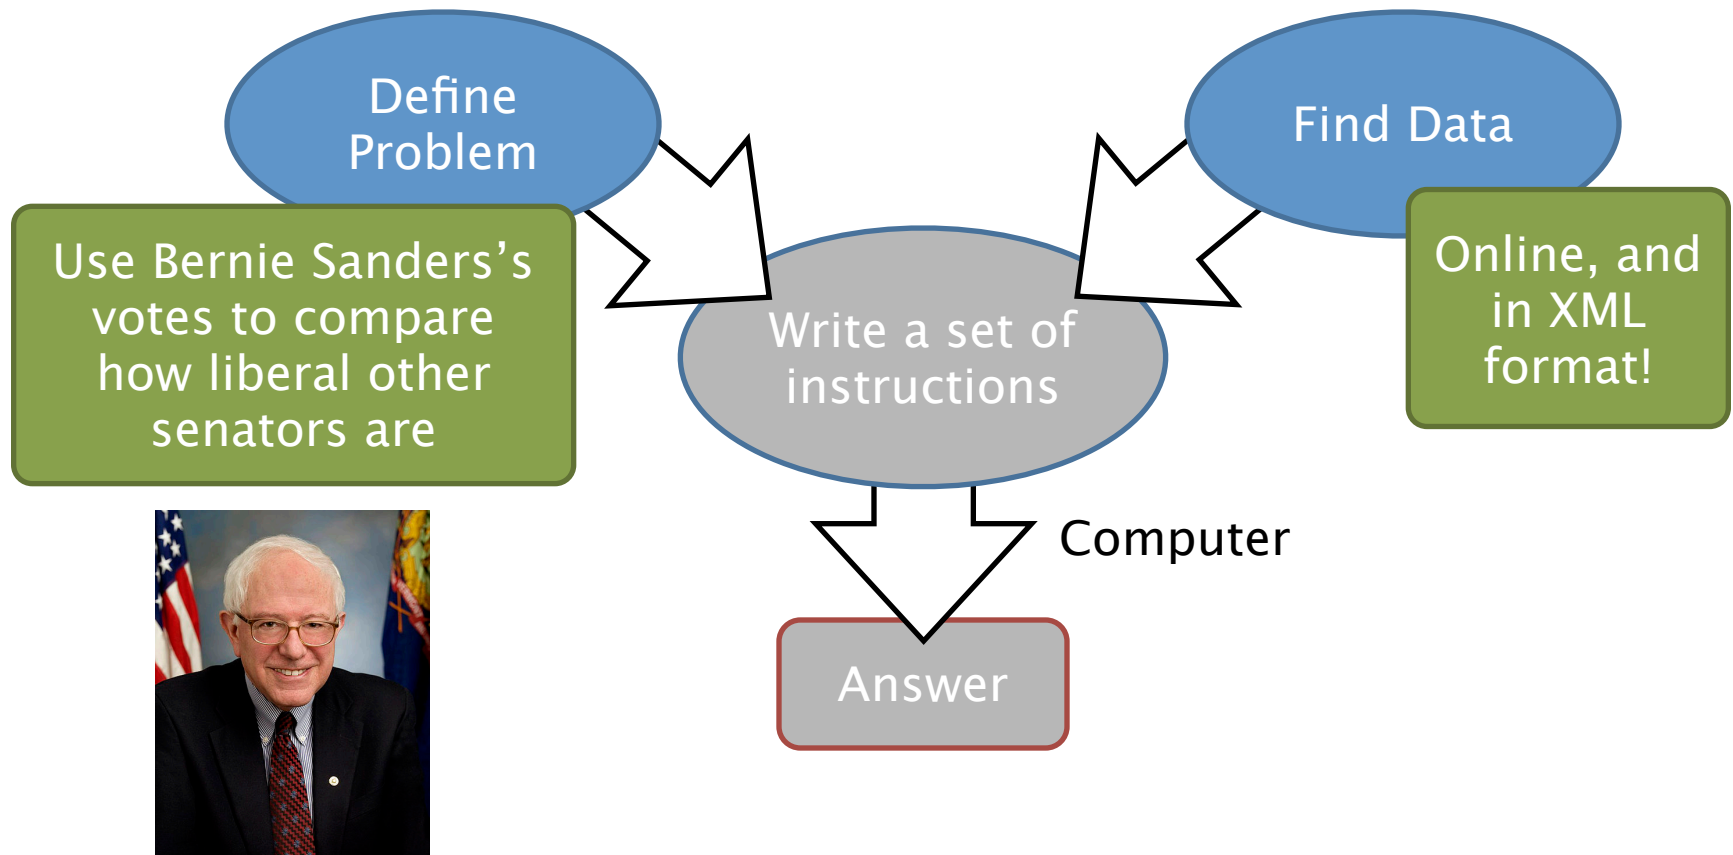 Define
Problem
Find Data
Use Bernie Sanders’s
votes to compare
how liberal other
senators are
Online, and
in XML
format!
Write a set of
instructions
Computer
Answer